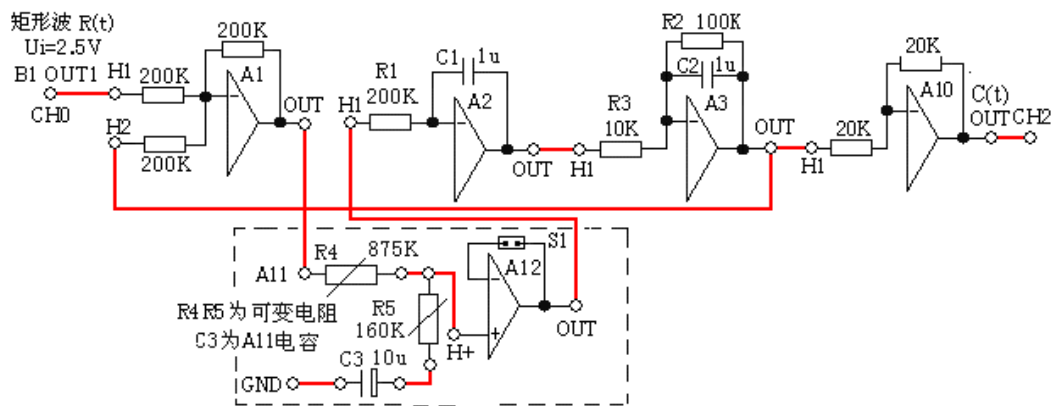 矩形波 R(t)
Ui=2.5V
B1 OUT1 H1
CH0
200K
200K
A1
OUT
H2
200K
H1
R1
200K
C1
1u
A2
OUT
H1
R3
10K
R2 100K
C2 1u
A3
OUT
H1
20K
20K
A10
C(t)
OUT CH2
A11
R4
875K
R4R5为可变电阻
C3为A11电容
R5
160K
H+
S1
A12
OUT
C3
10u
GND